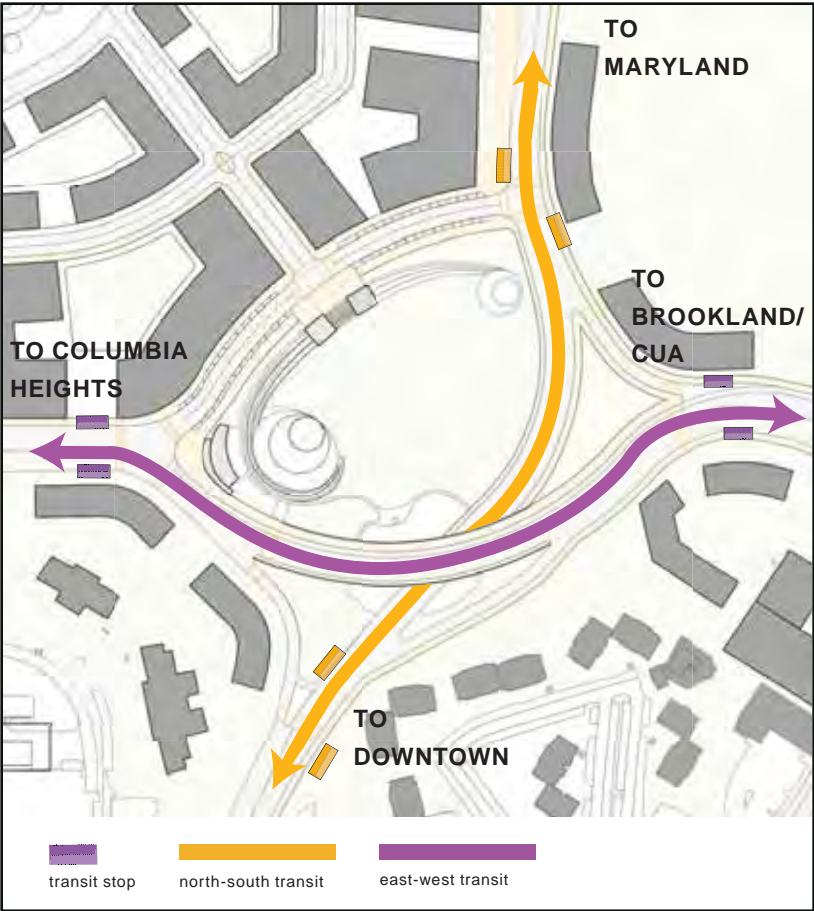 TO
MARYLAND
TO
BROOKLAND/
CUA
TO COLUMBIA
HEIGHTS
TO
DOWNTOWN
transit stop
north-south transit
east-west transit